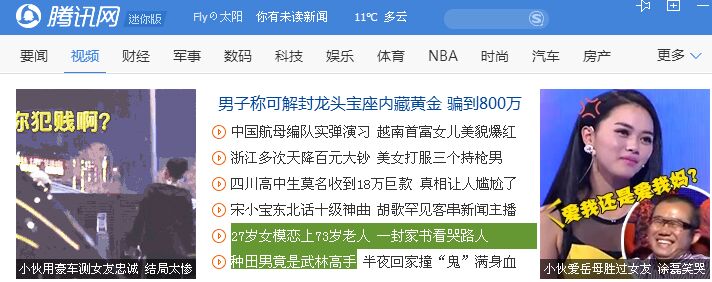 腾讯网 迷你版 Fly の 太阳 你有未读新闻 11℃ 多云
要闻 视频 财经 军事 数码 科技 娱乐 体育 NBA 时尚 汽车 房产 更多
你犯贱啊?
小伙用豪车测女友忠诚 结局太惨
男子称可解封龙头宝座内藏黄金 骗到800万
中国航母编队实弹演习 越南首富女儿美貌爆红
浙江多次天降百元大钞 美女打服三个持枪男
四川高中生莫名收到18万巨款 真相让人尴尬了
宋小宝东北话十级神曲 胡歌罕见客串新闻主播
27岁女模恋上73岁老人 一封家书看哭路人
种田男竟是武林高手 半夜回家撞“鬼”满身血
爱我还是爱我妈?
小伙爱岳母胜过女友 涂磊笑哭